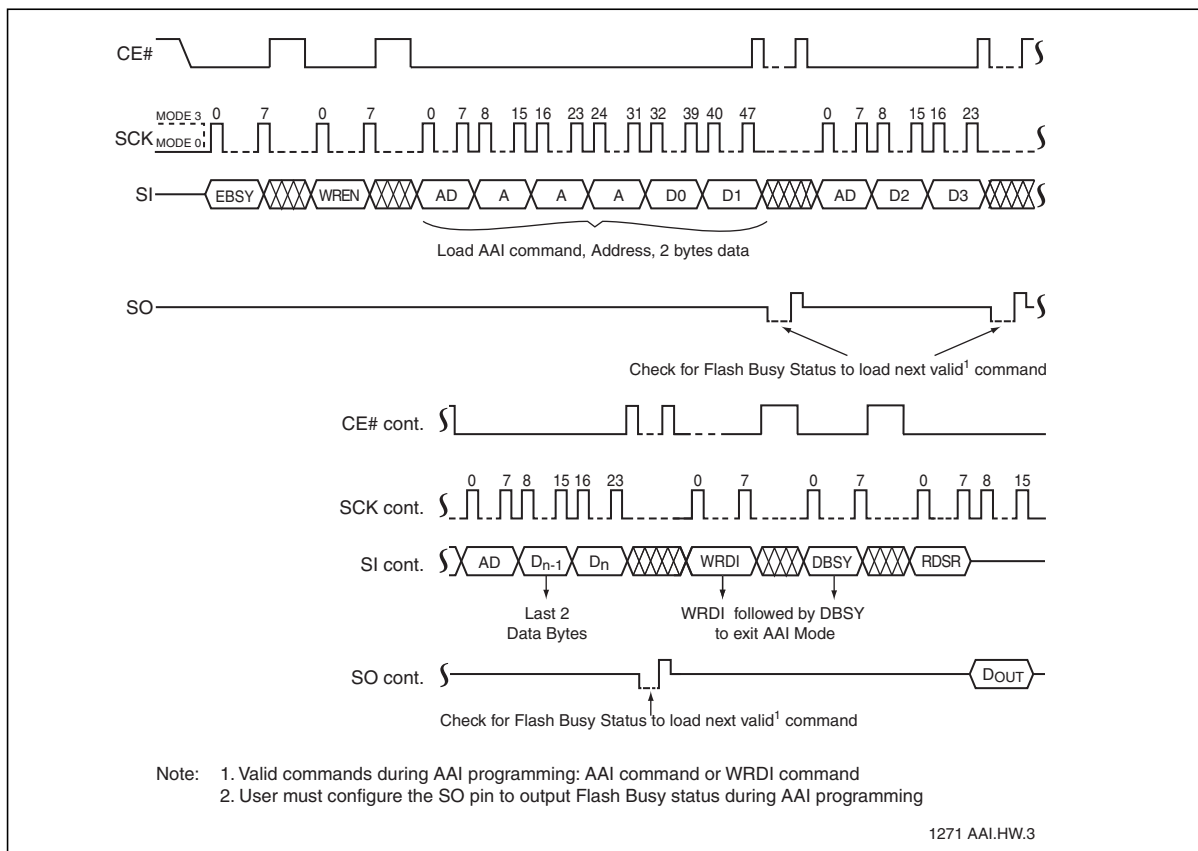 CE#
MODE 3 0 7 0 7 0 7 8 15 16 23 24 31 32 39 40 47 0 7 8 15 16 23
SCK MODE 0
SI EBSY WREN AD A A A D0 D1 AD D2 D3
Load AAI command, Address, 2 bytes data
SO
Check for Flash Busy Status to load next valid1 command
CE# cont.
0 7 8 15 16 23 0 7 0 7 0 7 8 15
SCK cont.
SI cont. AD Dn-1 Dn WRDI DBSY RDSR
Last 2 WRDI followed by DBSY
Data Bytes to exit AAI Mode
SO cont. DOUT
Check for Flash Busy Status to load next valid1 command
Note: 1. Valid commands during AAI programming: AAI command or WRDI command
2. User must configure the SO pin to output Flash Busy status during AAI programming
1271 AAI.HW.3